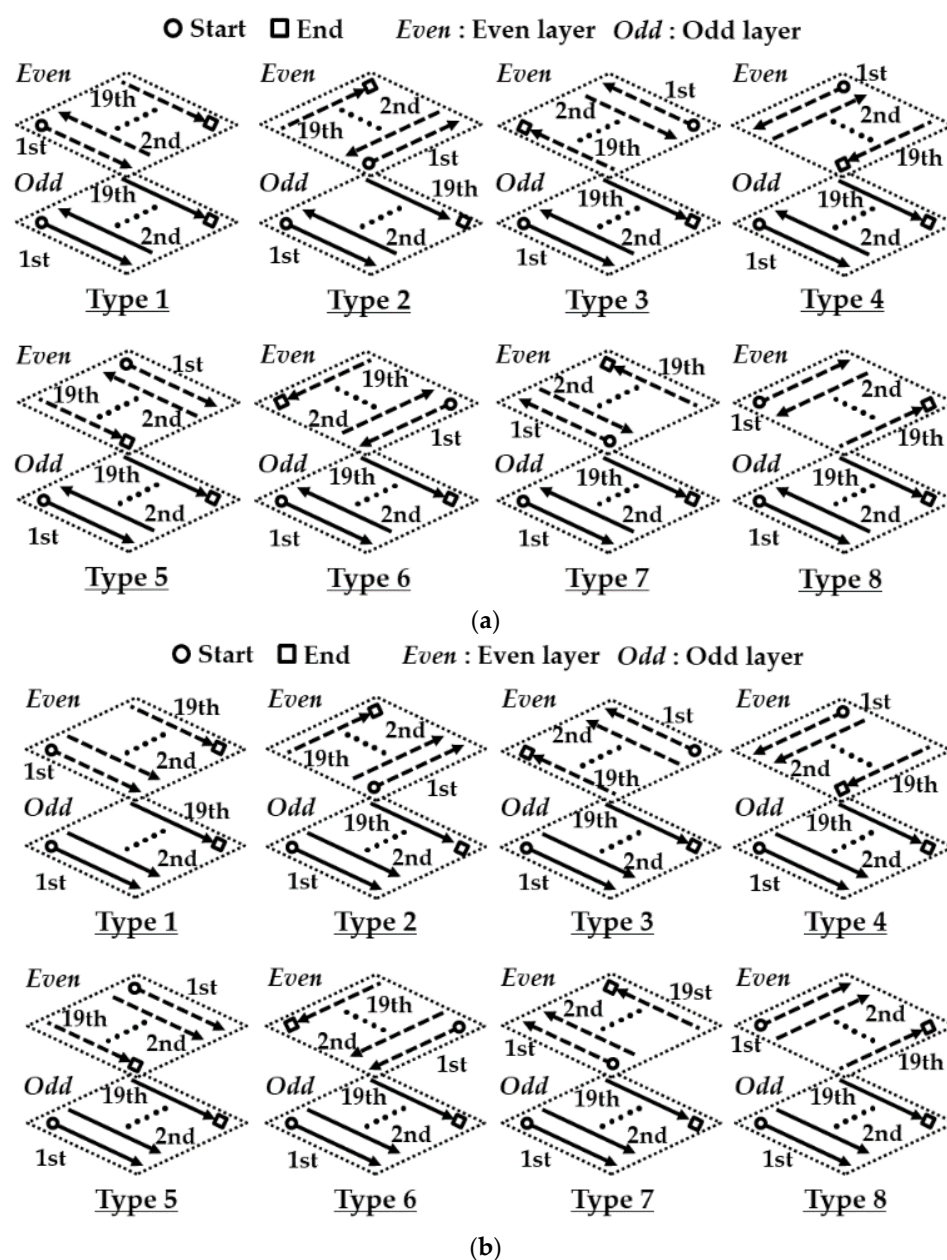 Start End Even : Even layer Odd : Odd layer
Even Even Even Even
19th 2nd 1st 1st
1st 2nd 19th 1st 2nd 19th 2nd 19th
Odd 19th Odd 19th Odd 19th Odd 19th
2nd 2nd 2nd 2nd
1st 1st 1st 1st
Type 1 Type 2 Type 3 Type 4
Even 1st Even 19th Even 19th Even
19th 2nd 2nd 1st 2nd 1st 2nd 1st 19th
Odd 19th Odd 19th Odd 19th Odd 19th
2nd 2nd 2nd 2nd
1st 1st 1st 1st
Type 5 Type 6 Type 7 Type 8
(a)
Start End Even : Even layer Odd : Odd layer
Even 19th Even 2nd Even 1st Even 1st
1st 2nd 19th 1st 2nd 19th 2nd 19th
Odd 19th Odd 19th Odd 19th Odd 19th
2nd 2nd 2nd 2nd
1st 1st 1st 1st
Type 1 Type 2 Type 3 Type 4
Even 1st Even 19th Even 19st Even
19th 2nd 2nd 1st 2nd 1st 2nd 1st 19th
Odd 19th Odd 19th Odd 19th Odd 19th
2nd 2nd 2nd 2nd
1st 1st 1st 1st
Type 5 Type 6 Type 7 Type 8
(b)